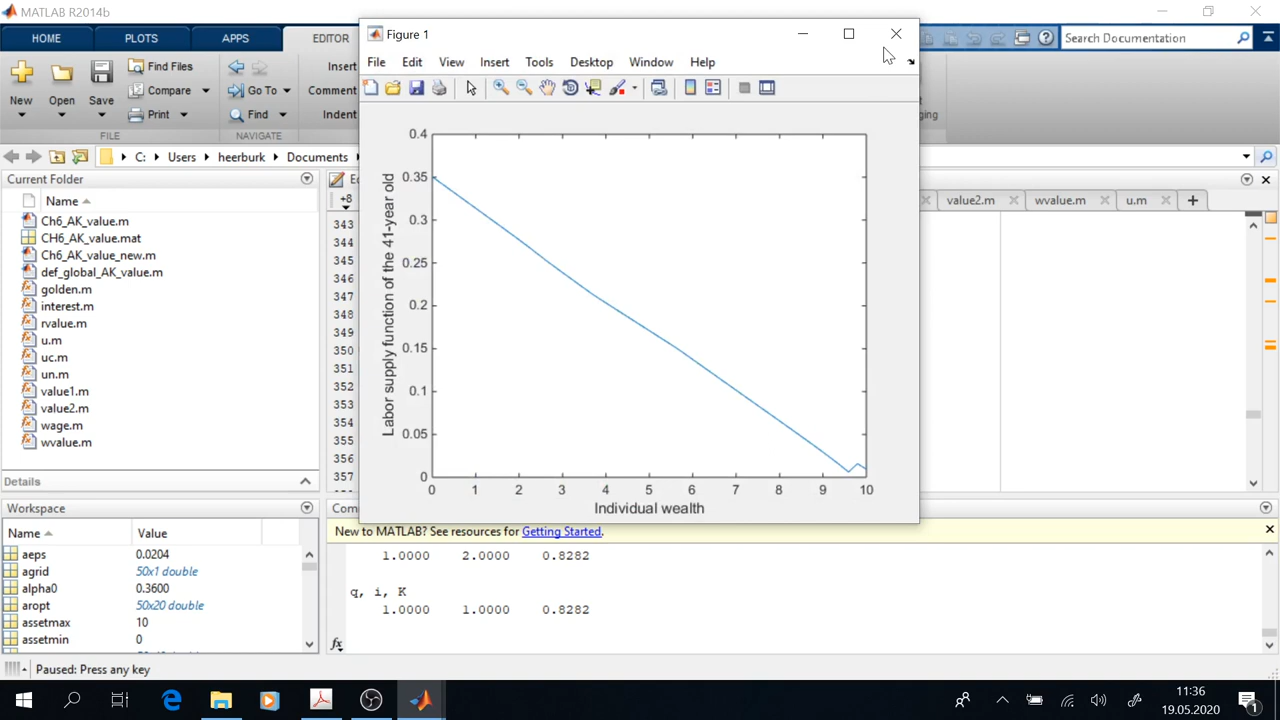 MATLAB R2014b
HOME PLOTS APPS EDITOR
Figure 1
File Edit View Insert Tools Desktop Window Help
Search Documentation
New Open Save
Find Files
Compare
Print
FILE
Go To
Find
NAVIGATE
Insert
Comment
Indent
C: Users heerburk Documents
Current Folder
Name
Ch6_AK_value.m
CH6_AK_value.mat
Ch6_AK_value_new.m
def_global_AK_value.m
golden.m
interest.m
rvalue.m
u.m
uc.m
un.m
value1.m
value2.m
wage.m
wvalue.m
Details
+8
343
344
345
346
347
348
349
350
351
352
353
354
355
356
357
value2.m wvalue.m u.m
Labor supply function of the 41-year old
0.4
0.35
0.3
0.25
0.2
0.15
0.1
0.05
0
0 1 2 3 4 5 6 7 8 9 10
Individual wealth
Workspace
Name Value
aeps 0.0204
agrid 50x1 double
alpha0 0.3600
aropt 50x20 double
assetmax 10
assetmin 0
New to MATLAB? See resources for Getting Started.
1.0000 2.0000 0.8282
q, i, K
1.0000 1.0000 0.8282
fx
Paused: Press any key
11:36
19.05.2020
1